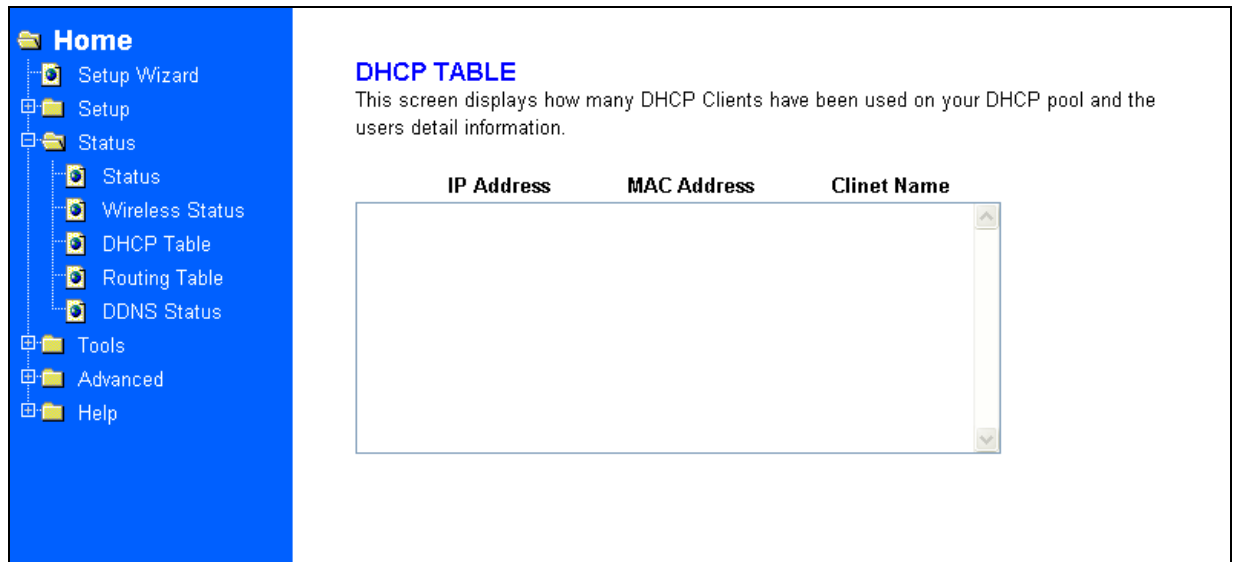 Home
Setup Wizard
Setup
Status
Status
Wireless Status
DHCP Table
Routing Table
DDNS Status
Tools
Advanced
Help
DHCP TABLE
This screen displays how many DHCP Clients have been used on your DHCP pool and the
users detail information.
IP Address MAC Address Clinet Name